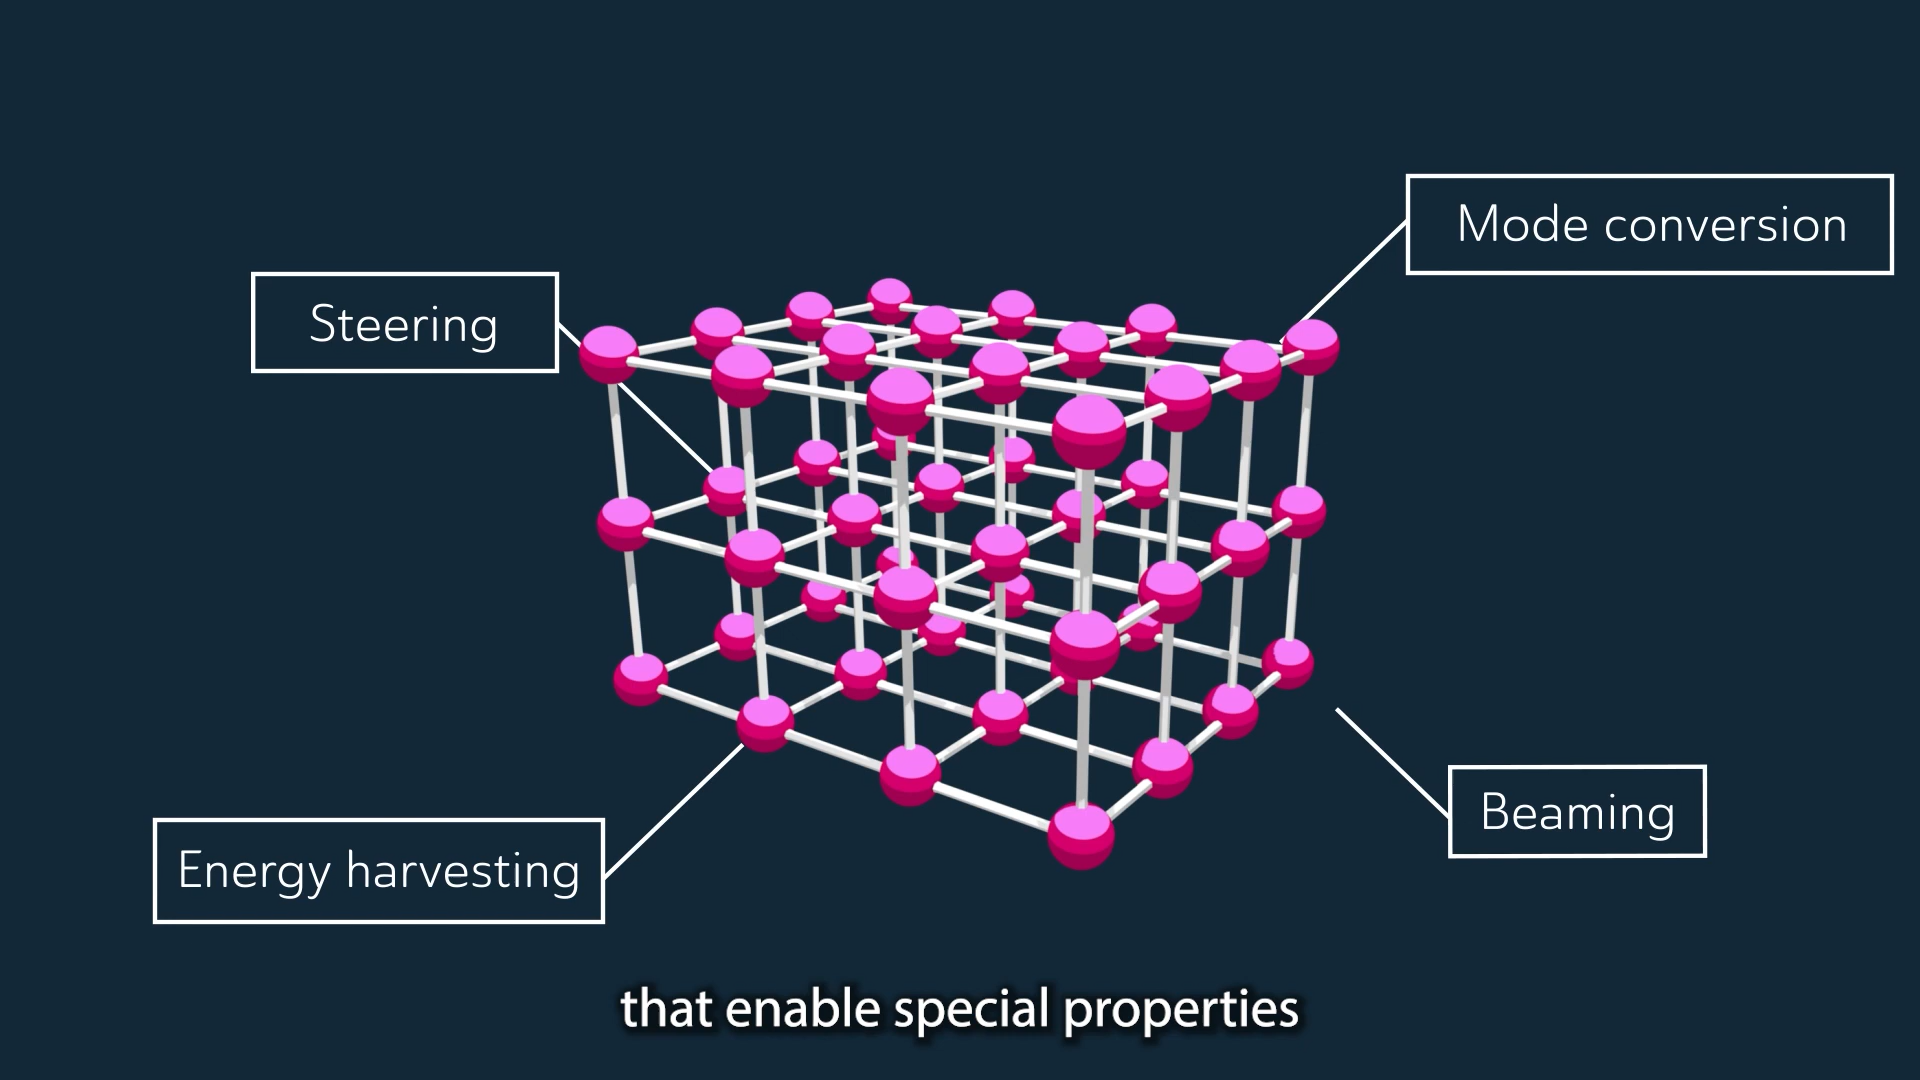 Mode conversion
Steering
Beaming
Energy harvesting
that enable special properties